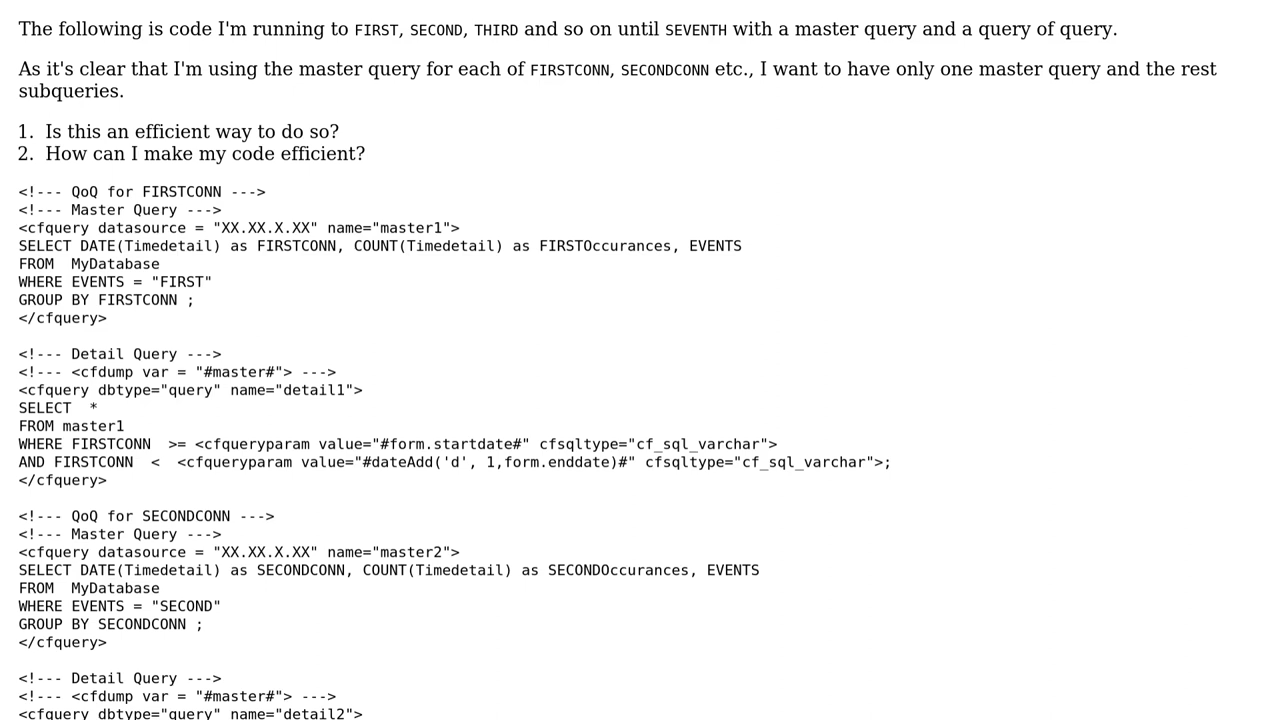 The following is code I'm running to FIRST, SECOND, THIRD and so on until SEVENTH with a master query and a query of query.
As it's clear that I'm using the master query for each of FIRSTCONN, SECONDCONN etc., I want to have only one master query and the rest
subqueries.
1. Is this an efficient way to do so?
2. How can I make my code efficient?
<!--- QoQ for FIRSTCONN --->
<!--- Master Query --->
<cfquery datasource = "XX.XX.X.XX" name="master1">
SELECT DATE(Timedetail) as FIRSTCONN, COUNT(Timedetail) as FIRSTOccurances, EVENTS
FROM  MyDatabase
WHERE EVENTS = "FIRST"
GROUP BY FIRSTCONN ;
</cfquery>
<!--- Detail Query --->
<!--- <cfdump var = "#master#"> --->
<cfquery dbtype="query" name="detail1">
SELECT  *
FROM master1
WHERE FIRSTCONN  >= <cfqueryparam value="#form.startdate#" cfsqltype="cf_sql_varchar">
AND FIRSTCONN  <  <cfqueryparam value="#dateAdd('d', 1,form.enddate)#" cfsqltype="cf_sql_varchar">;
</cfquery>
<!--- QoQ for SECONDCONN --->
<!--- Master Query --->
<cfquery datasource = "XX.XX.X.XX" name="master2">
SELECT DATE(Timedetail) as SECONDCONN, COUNT(Timedetail) as SECONDOccurances, EVENTS
FROM  MyDatabase
WHERE EVENTS = "SECOND"
GROUP BY SECONDCONN ;
</cfquery>
<!--- Detail Query --->
<!--- <cfdump var = "#master#"> --->
<cfquery dbtype="query" name="detail2">